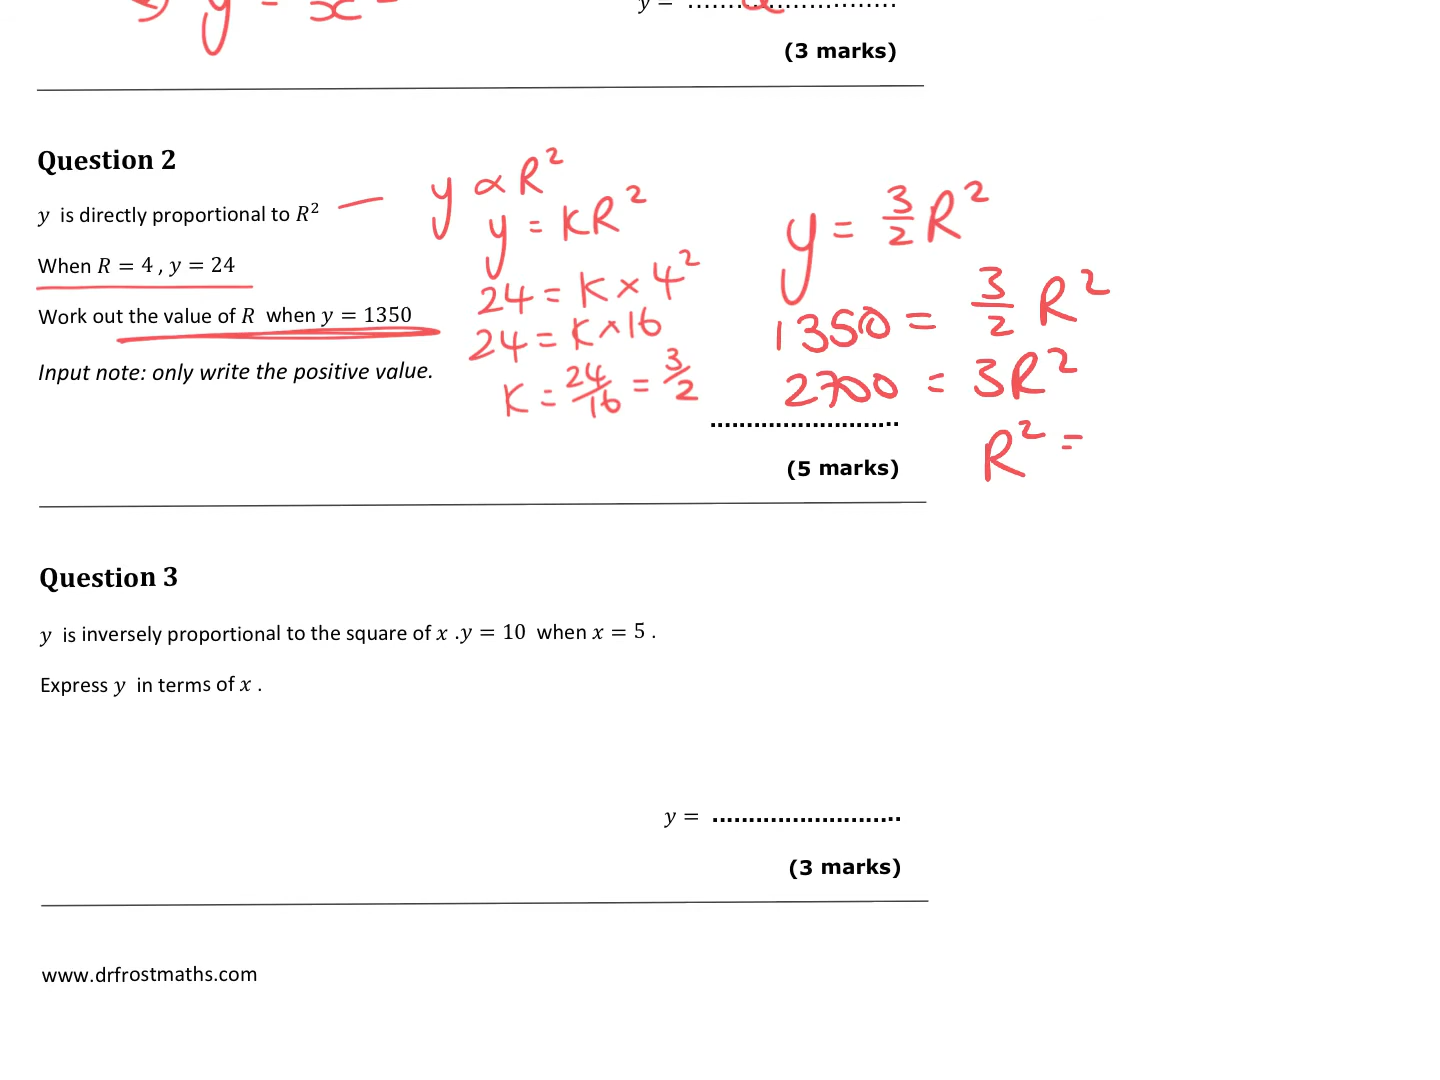 y =
(3 marks)
Question 2
y is directly proportional to R²
When R = 4 , y = 24
Work out the value of R when y = 1350
Input note: only write the positive value.
y ∝ R²
y = KR²
24 = K × 4²
24 = K × 16
K = 24/16 = 3/2
y = 3/2 R²
1350 = 3/2 R²
2700 = 3R²
R² =
..........................
(5 marks)
Question 3
y is inversely proportional to the square of x .y = 10 when x = 5 .
Express y in terms of x .
y = ..........................
(3 marks)
www.drfrostmaths.com